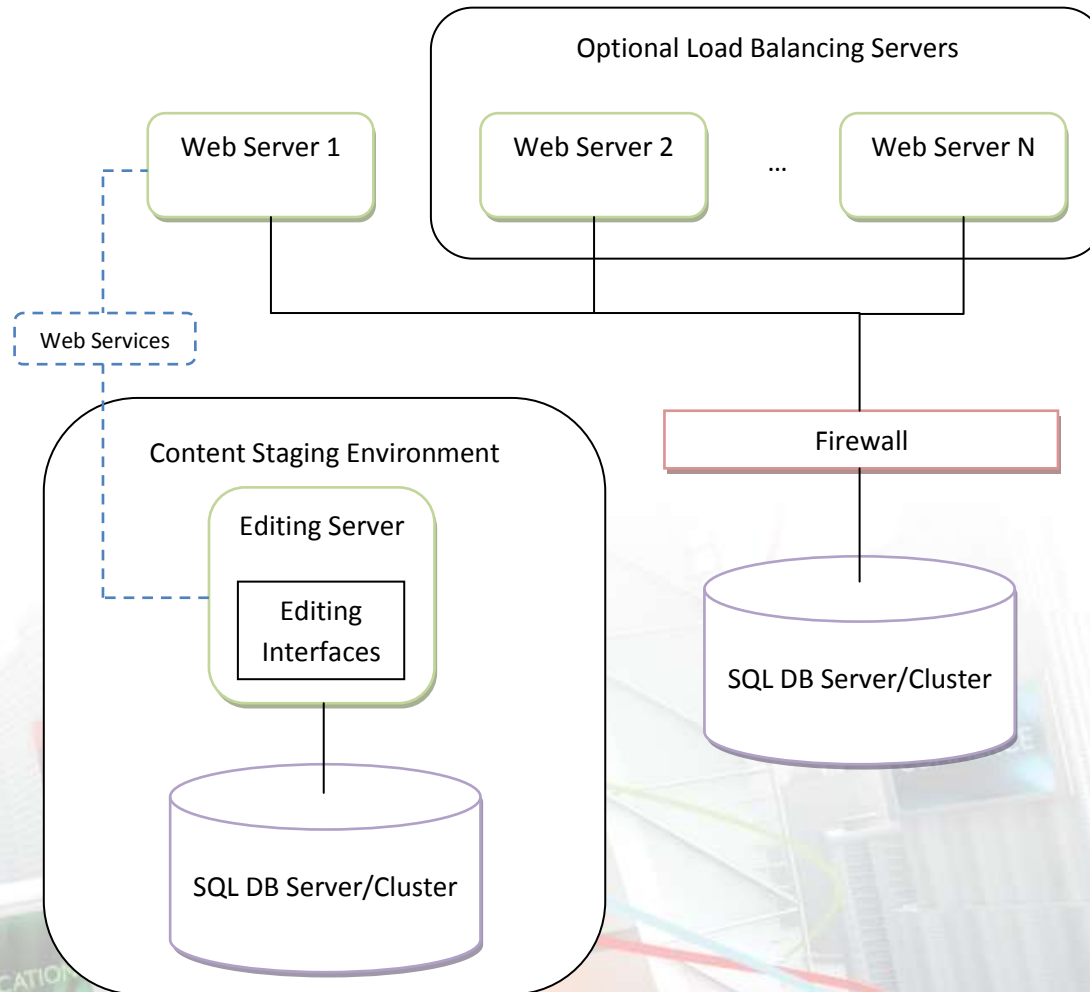 Optional Load Balancing Servers
Web Server 1
Web Server 2
...
Web Server N
Web Services
Firewall
Content Staging Environment
Editing Server
Editing
Interfaces
SQL DB Server/Cluster
SQL DB Server/Cluster